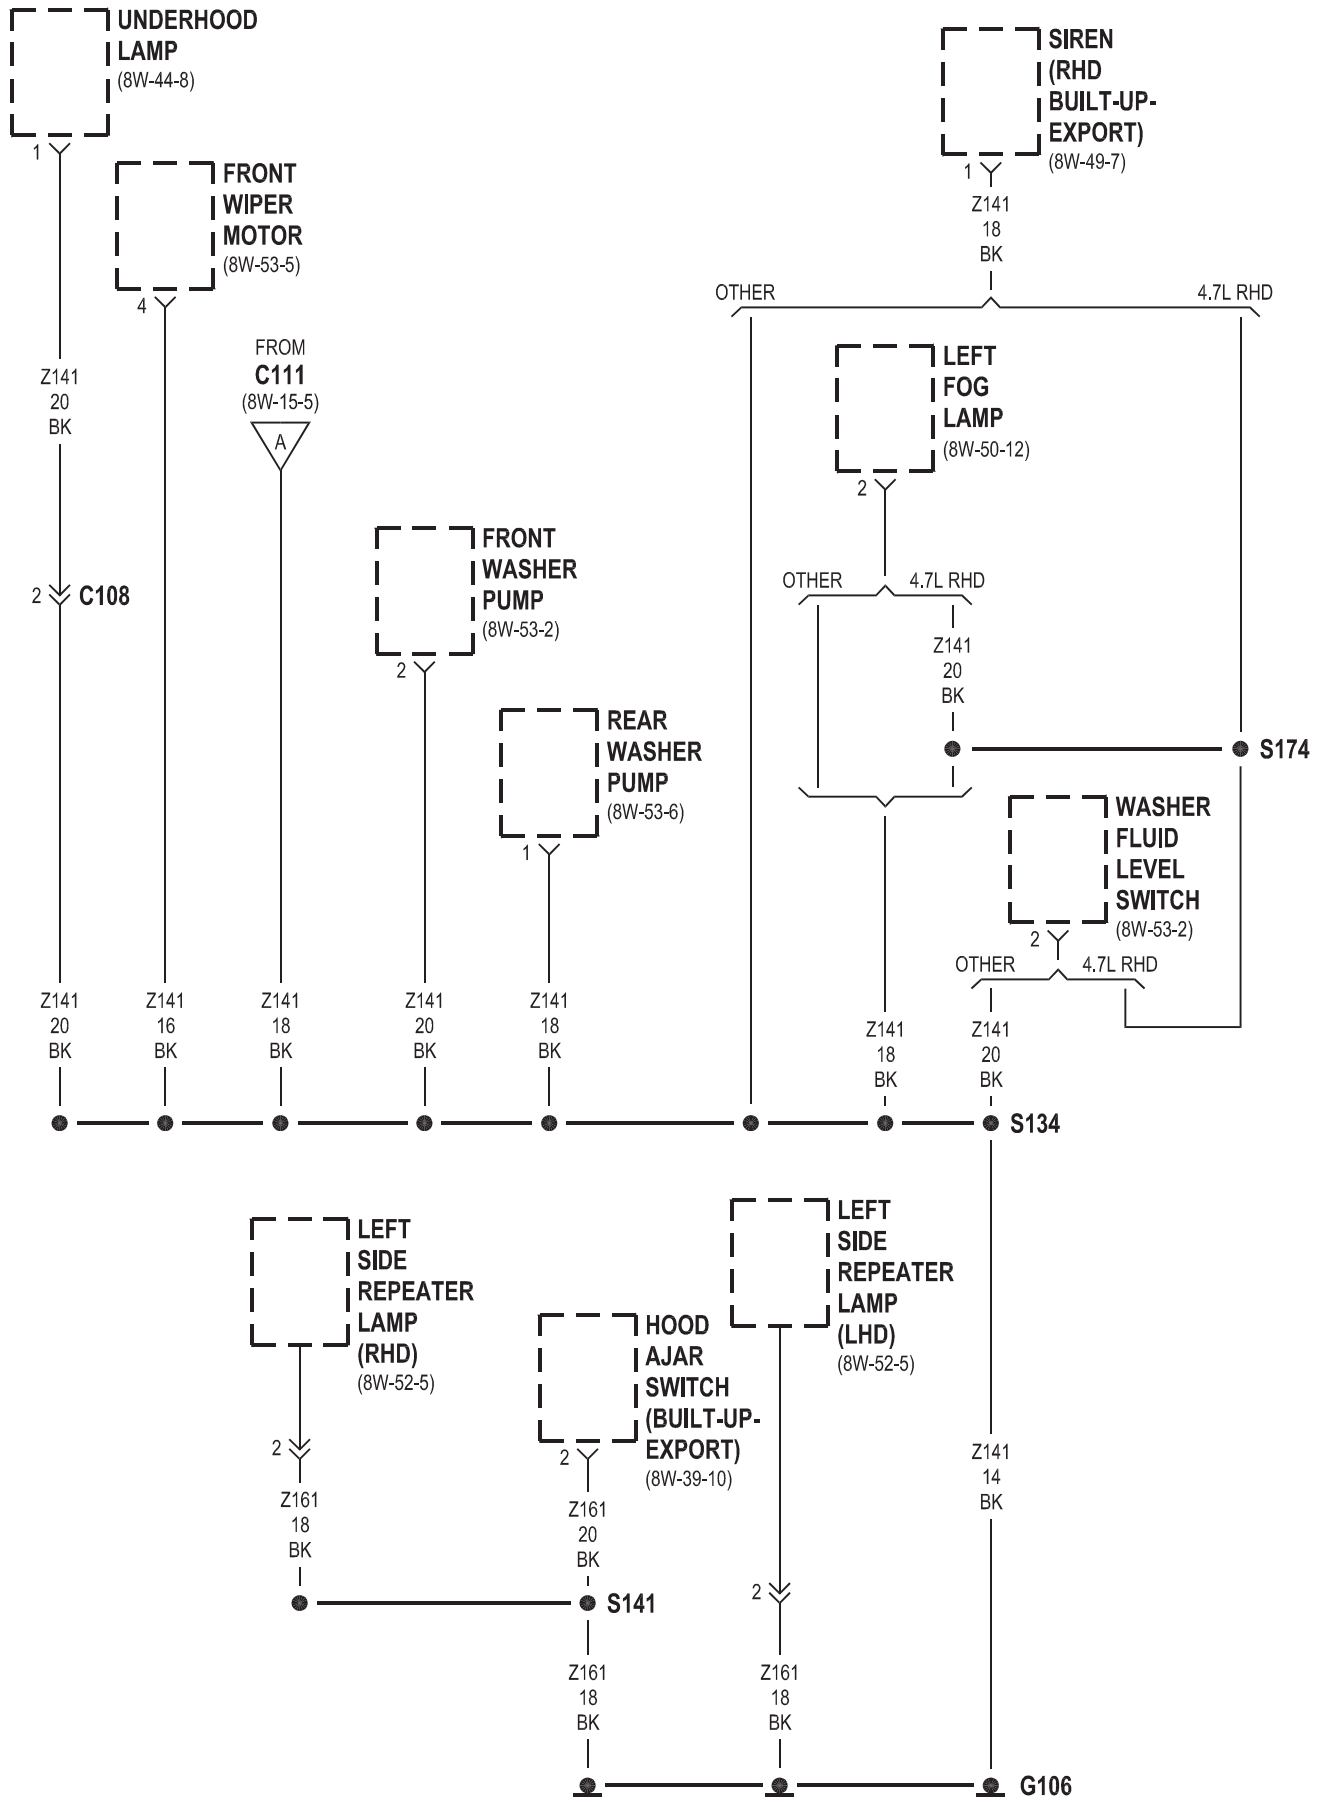 UNDERHOOD
LAMP
(8W-44-8)
1
SIREN
(RHD
BUILT-UP-
EXPORT)
(8W-49-7)
1
FRONT
WIPER
MOTOR
(8W-53-5)
4
Z141
18
BK
OTHER
4.7L RHD
FROM
C111
(8W-15-5)
A
LEFT
FOG
LAMP
(8W-50-12)
2
Z141
20
BK
FRONT
WASHER
PUMP
(8W-53-2)
2
OTHER
4.7L RHD
2
C108
Z141
20
BK
REAR
WASHER
PUMP
(8W-53-6)
1
S174
WASHER
FLUID
LEVEL
SWITCH
(8W-53-2)
2
OTHER
4.7L RHD
Z141
20
BK
Z141
16
BK
Z141
18
BK
Z141
20
BK
Z141
18
BK
Z141
18
BK
Z141
20
BK
S134
LEFT
SIDE
REPEATER
LAMP
(RHD)
(8W-52-5)
2
HOOD
AJAR
SWITCH
(BUILT-UP-
EXPORT)
(8W-39-10)
2
LEFT
SIDE
REPEATER
LAMP
(LHD)
(8W-52-5)
Z141
14
BK
Z161
18
BK
Z161
20
BK
2
S141
Z161
18
BK
Z161
18
BK
G106